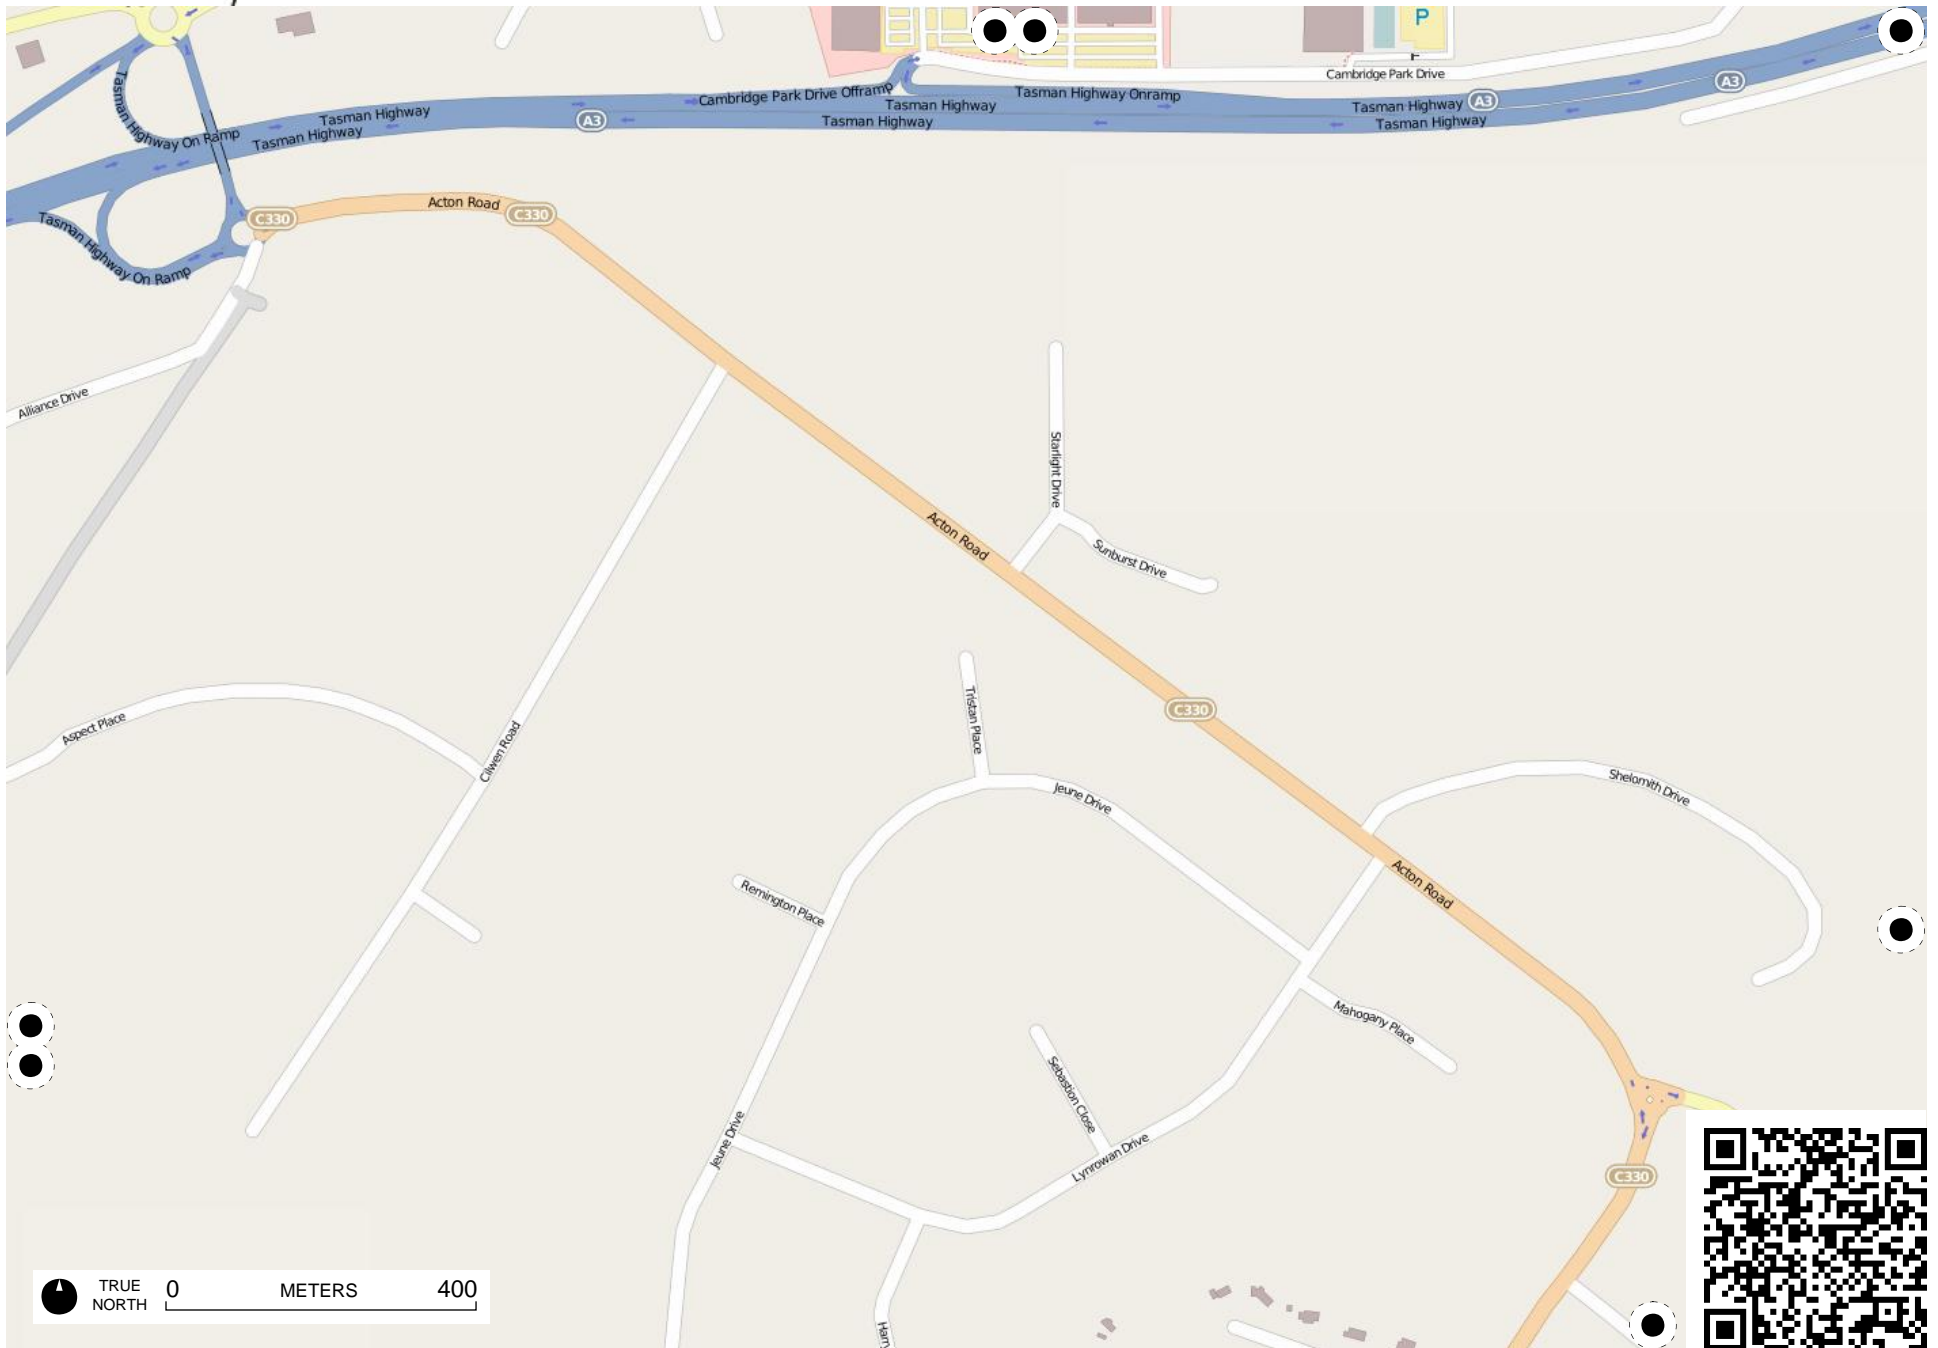 P
Cambridge Park Drive
A3
Cambridge Park Drive Offramp
Tasman Highway Onramp
Tasman Highway On Ramp
Tasman Highway
Tasman Highway
Tasman Highway
A3
Tasman Highway
A3
Tasman Highway
Tasman Highway
Tasman Highway
Acton Road
C330
C330
Tasman Highway On Ramp
Alliance Drive
Starlight Drive
Acton Road
Sunburst Drive
Tristan Place
C330
Aspect Place
Cilwen Road
Jeune Drive
Shelomith Drive
Remington Place
Acton Road
Mahogany Place
Sebastion Close
Jeune Drive
Lynrowan Drive
C330
TRUE
NORTH
0 METERS 400